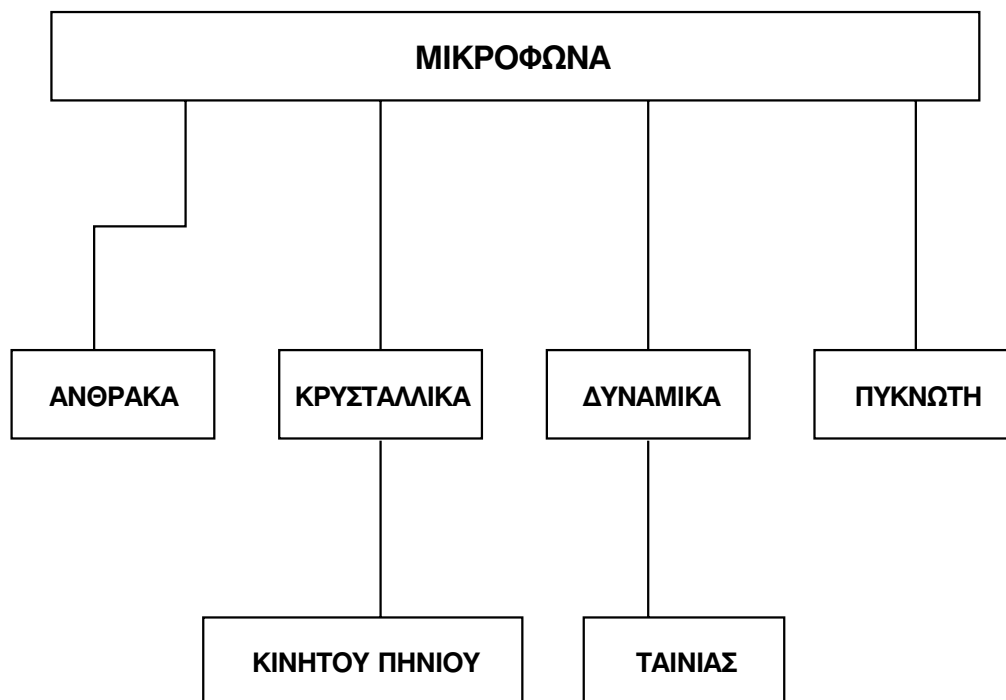 ΜΙΚΡΟΦΩΝΑ
ΑΝΘΡΑΚΑ
ΚΡΥΣΤΑΛΛΙΚΑ
ΔΥΝΑΜΙΚΑ
ΠΥΚΝΩΤΗ
ΚΙΝΗΤΟΥ ΠΗΝΙΟΥ
ΤΑΙΝΙΑΣ